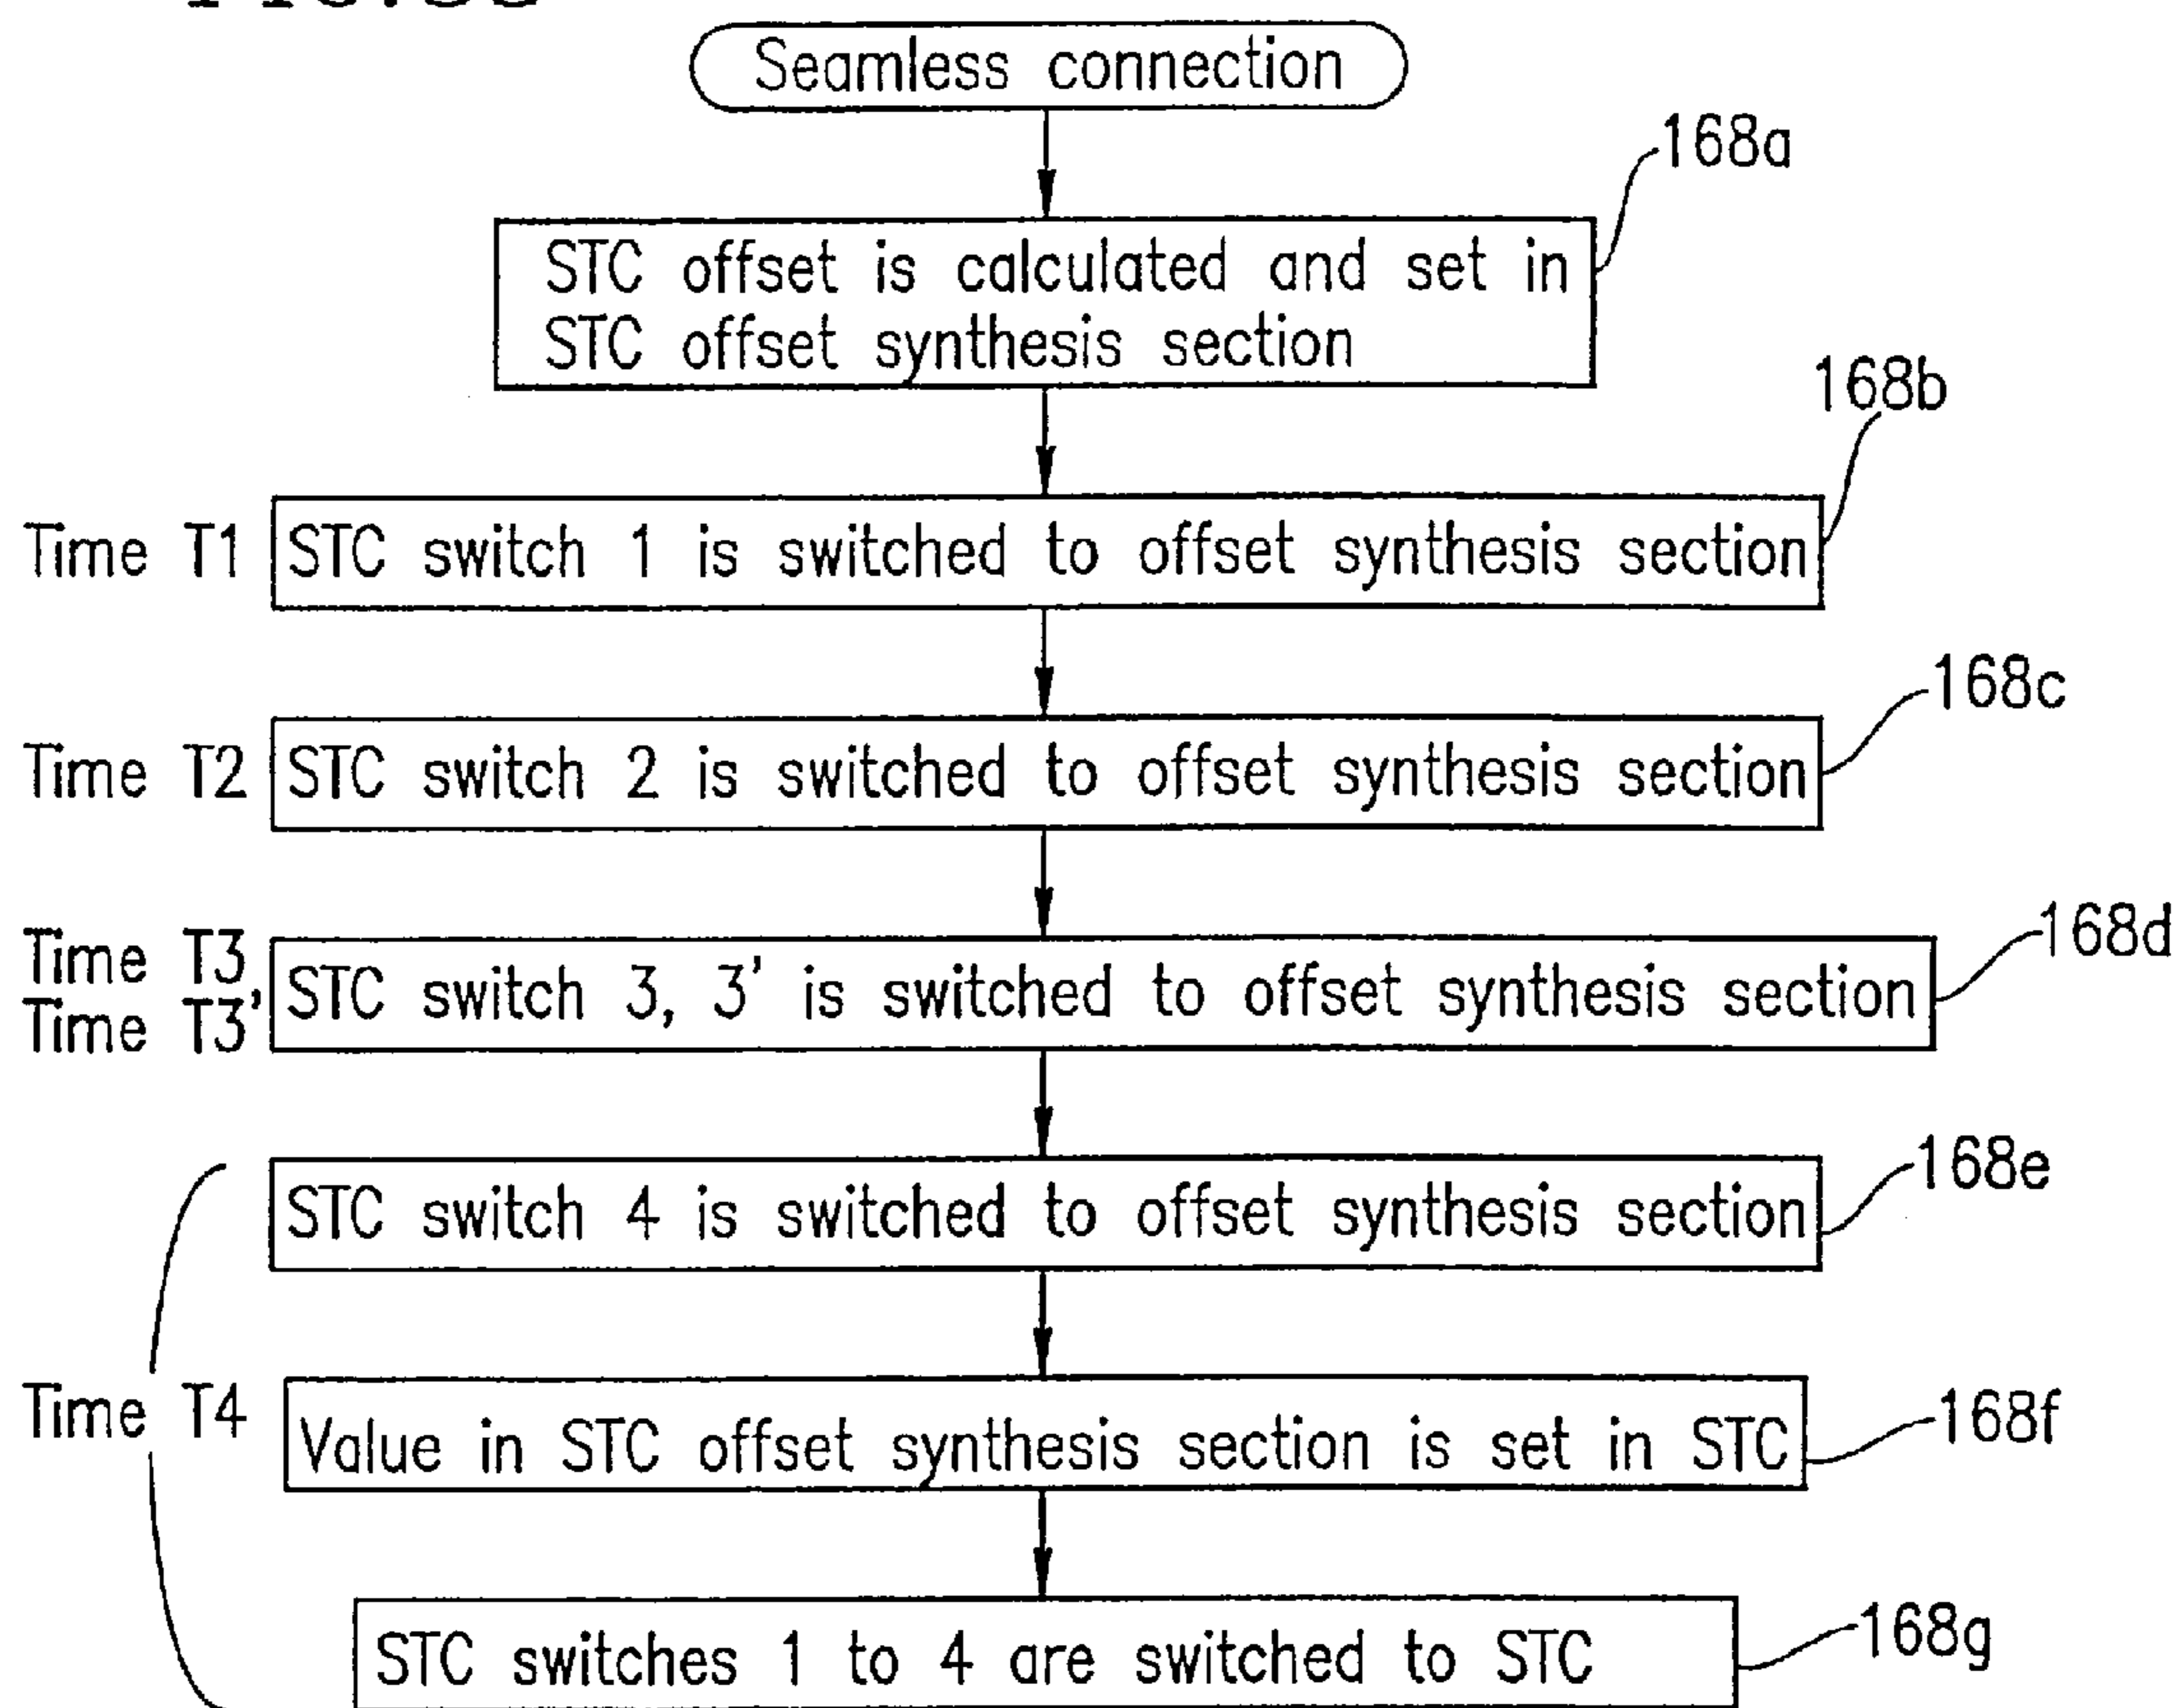 Seamless connection
168a
STC offset is calculated and set in
STC offset synthesis section
168b
Time T1 STC switch 1 is switched to offset synthesis section
168c
Time T2 STC switch 2 is switched to offset synthesis section
168d
Time T3,
Time T3'
STC switch 3, 3' is switched to offset synthesis section
168e
STC switch 4 is switched to offset synthesis section
Time T4
168f
Value in STC offset synthesis section is set in STC
168g
STC switches 1 to 4 are switched to STC